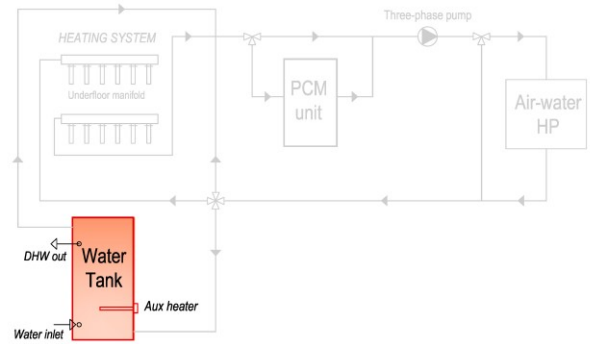 Three-phase pump
HEATING SYSTEM
Underfloor manifold
PCM
unit
Air-water
HP
DHW out
Water
Tank
Aux heater
Water inlet